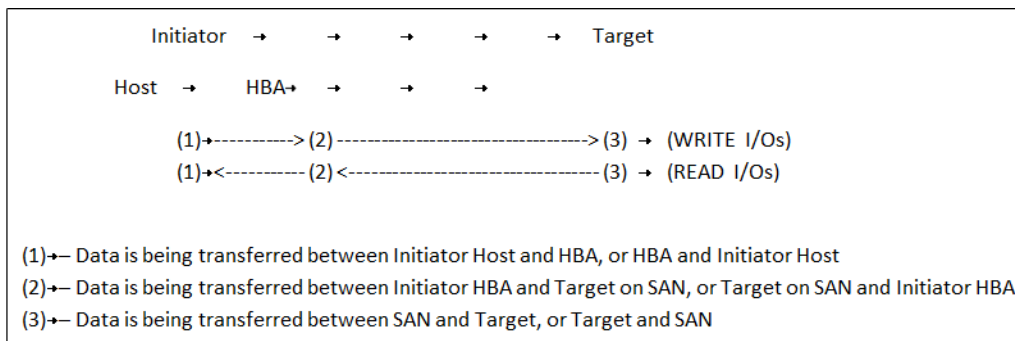 Initiator → → → → → Target
Host → HBA→ → → →
(1)→----------->(2)---------------------------------->(3) → (WRITE I/Os)
(1)→<-----------(2)<----------------------------------(3) → (READ I/Os)
(1)→– Data is being transferred between Initiator Host and HBA, or HBA and Initiator Host
(2)→– Data is being transferred between Initiator HBA and Target on SAN, or Target on SAN and Initiator HBA
(3)→– Data is being transferred between SAN and Target, or Target and SAN